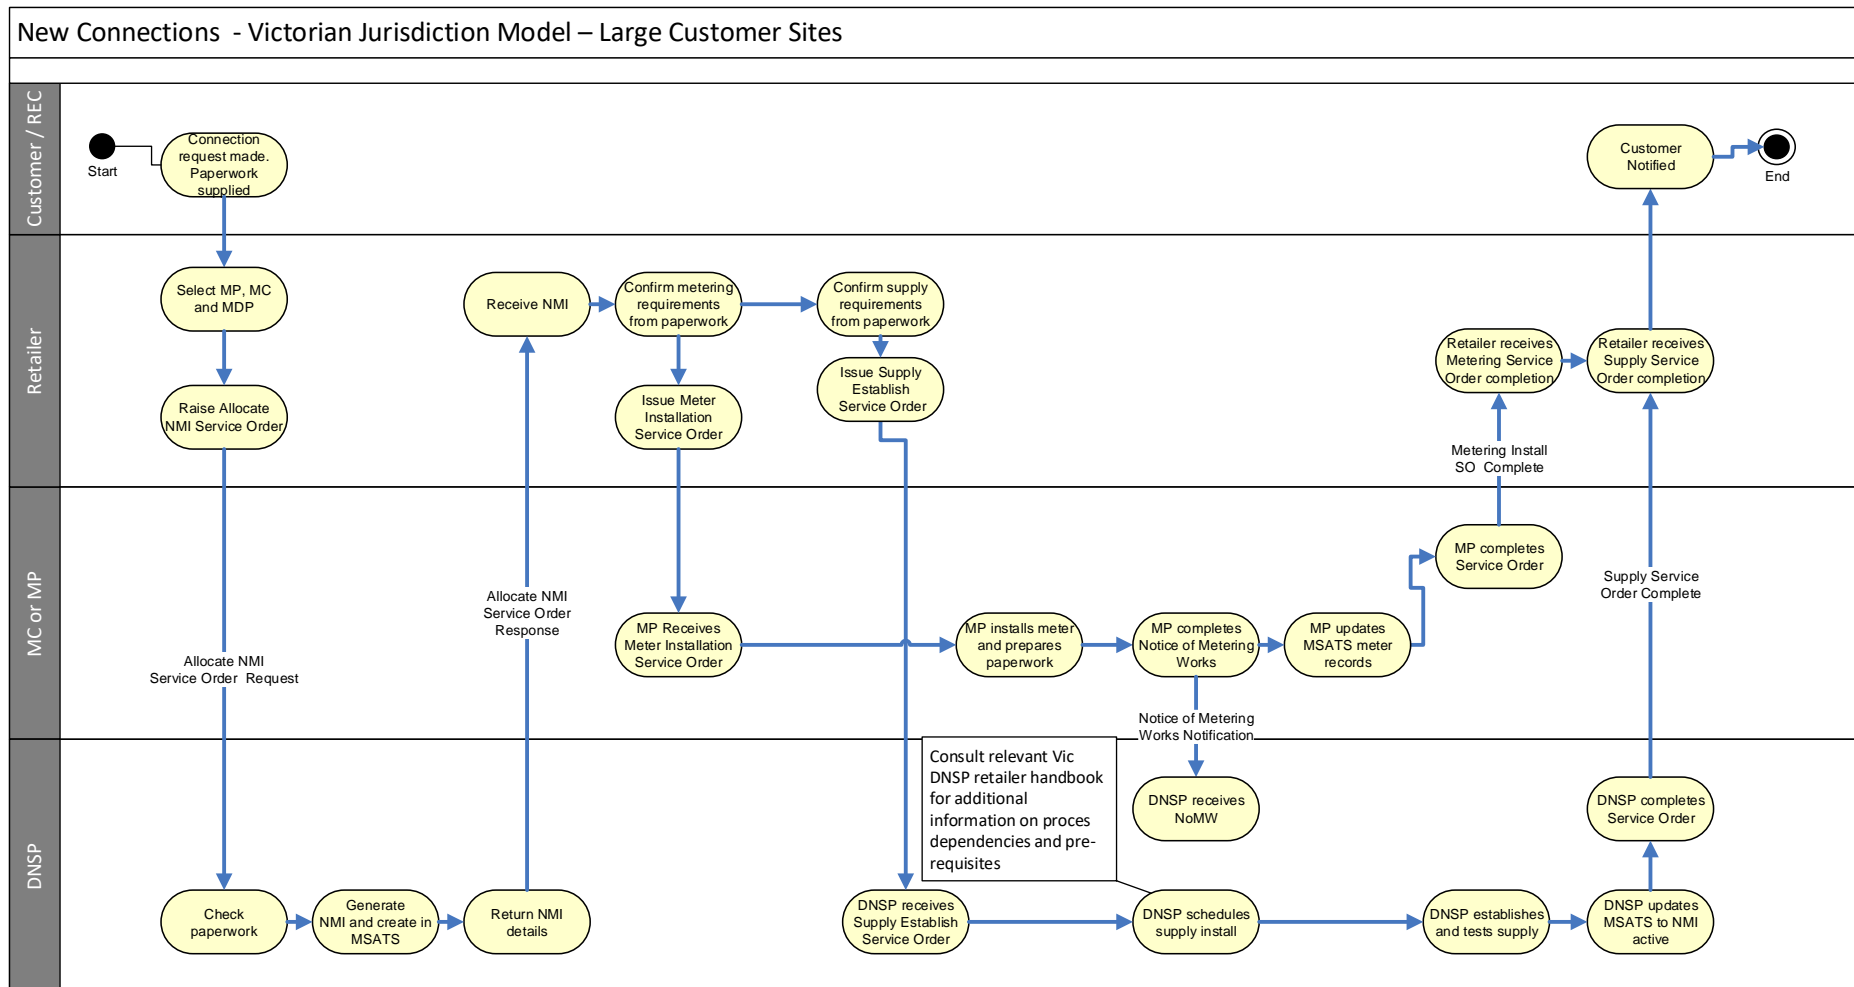 New Connections  - Victorian Jurisdiction Model – Large Customer Sites
Customer / REC
Start
Connection
request made.
Paperwork
supplied
Customer
Notified
End
Retailer
Select MP, MC
and MDP
Raise Allocate
NMI Service Order
Receive NMI
Confirm metering
requirements
from paperwork
Issue Meter
Installation
Service Order
Confirm supply
requirements
from paperwork
Issue Supply
Establish
Service Order
Retailer receives
Metering Service
Order completion
Retailer receives
Supply Service
Order completion
Metering Install
SO  Complete
MC or MP
Allocate NMI
Service Order  Request
Allocate NMI
Service Order
Response
MP Receives
Meter Installation
Service Order
MP installs meter
and prepares
paperwork
MP completes
Notice of Metering
Works
MP updates
MSATS meter
records
MP completes
Service Order
Supply Service
Order Complete
Notice of Metering
Works Notification
DNSP
Consult relevant Vic
DNSP retailer handbook
for additional
information on proces
dependencies and pre-
requisites
DNSP receives
NoMW
DNSP completes
Service Order
Check
paperwork
Generate
NMI and create in
MSATS
Return NMI
details
DNSP receives
Supply Establish
Service Order
DNSP schedules
supply install
DNSP establishes
and tests supply
DNSP updates
MSATS to NMI
active